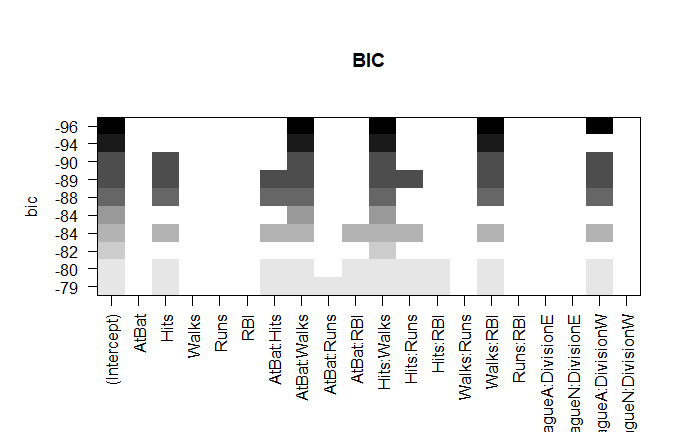 BIC
bic
-96
-94
-90
-89
-88
-84
-84
-82
-80
-79
(Intercept)
AtBat
Hits
Walks
Runs
RBI
AtBat:Hits
AtBat:Walks
AtBat:Runs
AtBat:RBI
Hits:Walks
Hits:Runs
Hits:RBI
Walks:Runs
Walks:RBI
Runs:RBI
agueA:DivisionE
agueN:DivisionE
agueA:DivisionW
gueN:DivisionW